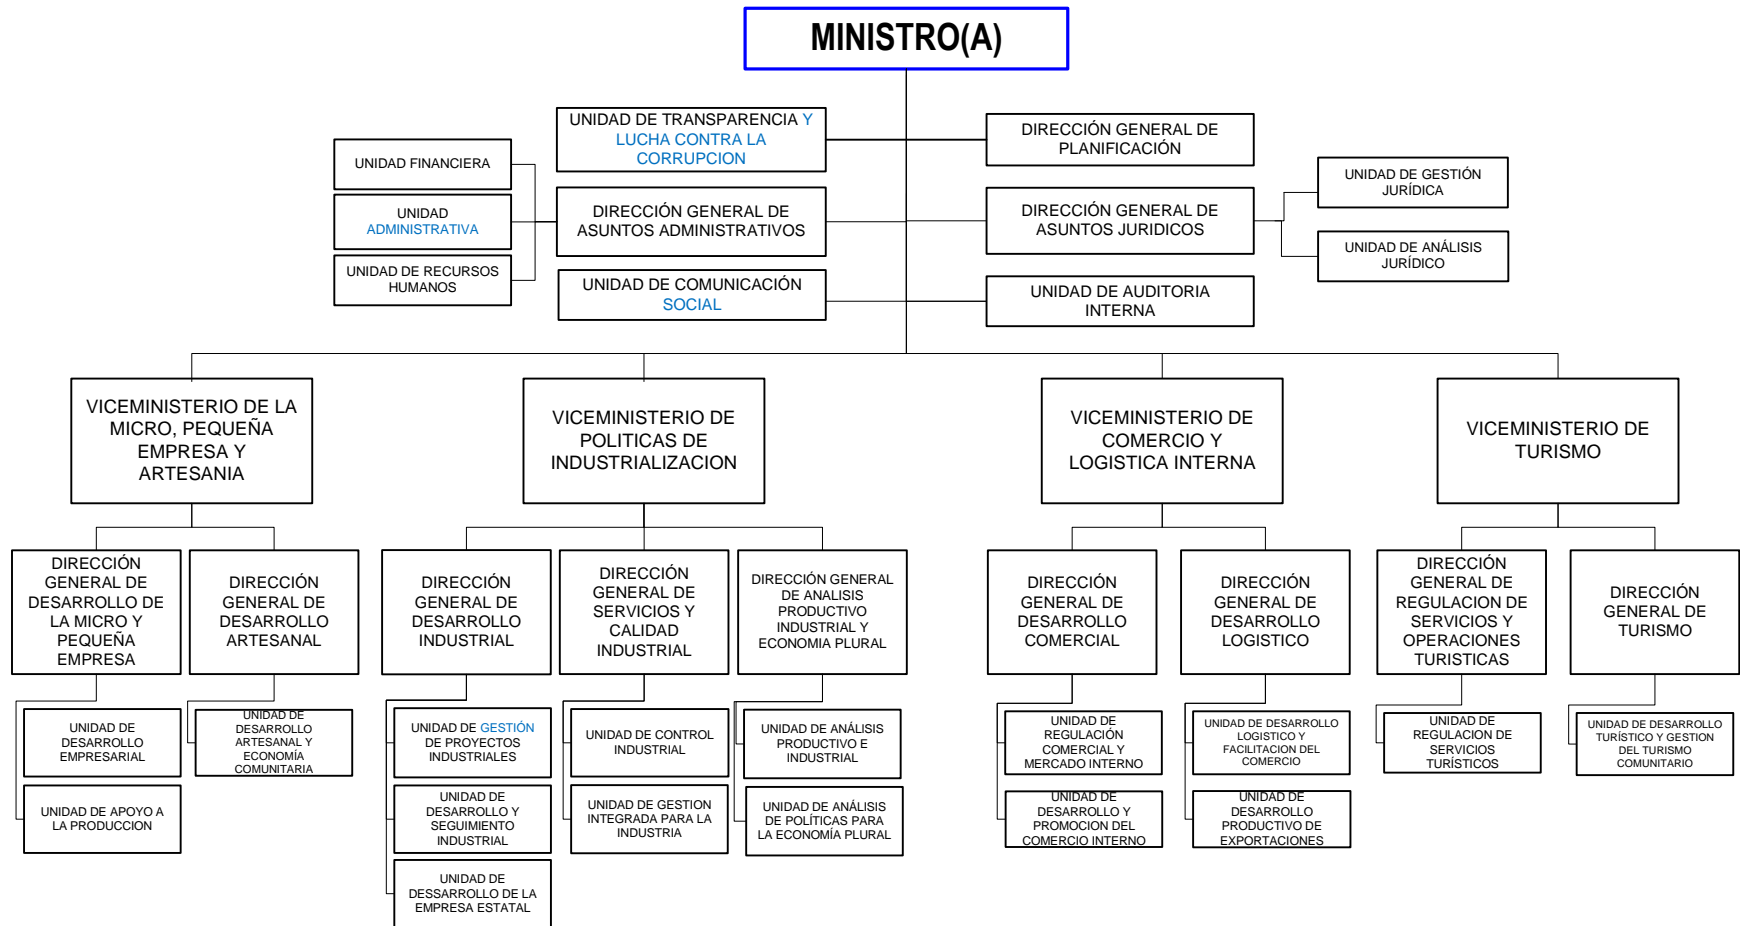 MINISTRO(A)
UNIDAD DE TRANSPARENCIA Y
LUCHA CONTRA LA
CORRUPCION
DIRECCIÓN GENERAL DE
PLANIFICACIÓN
UNIDAD FINANCIERA
UNIDAD
ADMINISTRATIVA
UNIDAD DE RECURSOS
HUMANOS
DIRECCIÓN GENERAL DE
ASUNTOS ADMINISTRATIVOS
DIRECCIÓN GENERAL DE
ASUNTOS JURIDICOS
UNIDAD DE GESTIÓN
JURÍDICA
UNIDAD DE ANÁLISIS
JURÍDICO
UNIDAD DE COMUNICACIÓN
SOCIAL
UNIDAD DE AUDITORIA
INTERNA
VICEMINISTERIO DE LA
MICRO, PEQUEÑA
EMPRESA Y
ARTESANIA
VICEMINISTERIO DE
POLITICAS DE
INDUSTRIALIZACION
VICEMINISTERIO DE
COMERCIO Y
LOGISTICA INTERNA
VICEMINISTERIO DE
TURISMO
DIRECCIÓN
GENERAL DE
DESARROLLO DE
LA MICRO Y
PEQUEÑA
EMPRESA
DIRECCIÓN
GENERAL DE
DESARROLLO
ARTESANAL
DIRECCIÓN
GENERAL DE
DESARROLLO
INDUSTRIAL
DIRECCIÓN
GENERAL DE
SERVICIOS Y
CALIDAD
INDUSTRIAL
DIRECCIÓN GENERAL
DE ANALISIS
PRODUCTIVO
INDUSTRIAL Y
ECONOMIA PLURAL
DIRECCIÓN
GENERAL DE
DESARROLLO
COMERCIAL
DIRECCIÓN
GENERAL DE
DESARROLLO
LOGISTICO
DIRECCIÓN
GENERAL DE
REGULACION DE
SERVICIOS Y
OPERACIONES
TURISTICAS
DIRECCIÓN
GENERAL DE
TURISMO
UNIDAD DE
DESARROLLO
EMPRESARIAL
UNIDAD DE
DESARROLLO
ARTESANAL Y
ECONOMÍA
COMUNITARIA
UNIDAD DE GESTIÓN
DE PROYECTOS
INDUSTRIALES
UNIDAD DE CONTROL
INDUSTRIAL
UNIDAD DE ANÁLISIS
PRODUCTIVO E
INDUSTRIAL
UNIDAD DE
REGULACIÓN
COMERCIAL Y
MERCADO INTERNO
UNIDAD DE DESARROLLO
LOGISTICO Y
FACILITACION DEL
COMERCIO
UNIDAD DE
REGULACION DE
SERVICIOS
TURÍSTICOS
UNIDAD DE DESARROLLO
TURÍSTICO Y GESTION
DEL TURISMO
COMUNITARIO
UNIDAD DE APOYO A
LA PRODUCCION
UNIDAD DE
DESARROLLO Y
SEGUIMIENTO
INDUSTRIAL
UNIDAD DE GESTION
INTEGRADA PARA LA
INDUSTRIA
UNIDAD DE ANÁLISIS
DE POLÍTICAS PARA
LA ECONOMÍA PLURAL
UNIDAD DE
DESARROLLO Y
PROMOCION DEL
COMERCIO INTERNO
UNIDAD DE
DESARROLLO
PRODUCTIVO DE
EXPORTACIONES
UNIDAD DE
DESSARROLLO DE LA
EMPRESA ESTATAL